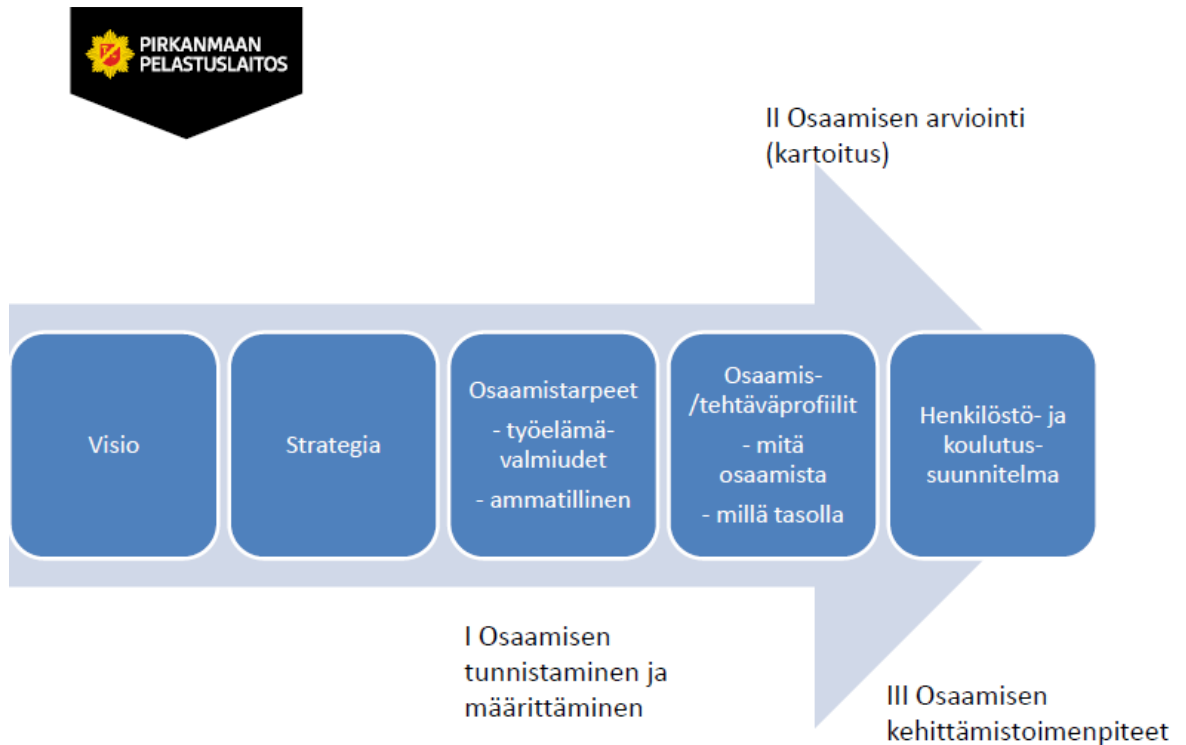 PIRKANMAAN
PELASTUSLAITOS
II Osaamisen arviointi
(kartoitus)
Visio
Strategia
Osaamistarpeet
- työelämä-
valmiudet
- ammatillinen
Osaamis-
/tehtäväprofiilit
- mitä
osaamista
- millä tasolla
Henkilöstö- ja
koulutus-
suunnitelma
I Osaamisen
tunnistaminen ja
määrittäminen
III Osaamisen
kehittämistoimenpiteet